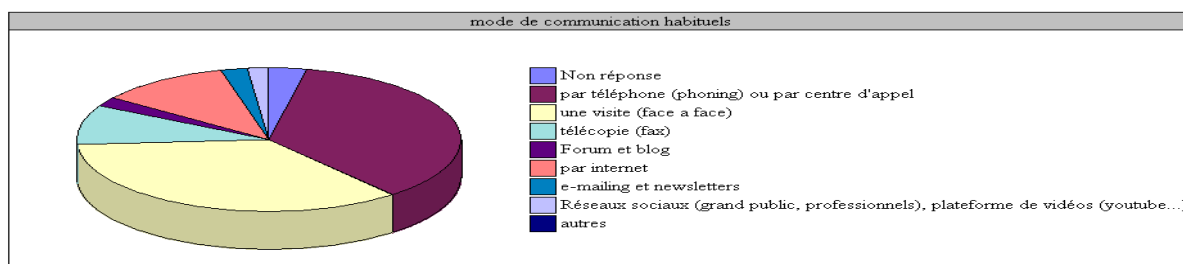 mode de communication habituels
Non réponse
par téléphone (phoning) ou par centre d'appel
une visite (face a face)
télécopie (fax)
Forum et blog
par internet
e-mailing et newsletters
Réseaux sociaux (grand public, professionnels), plateforme de vidéos (youtube...)
autres